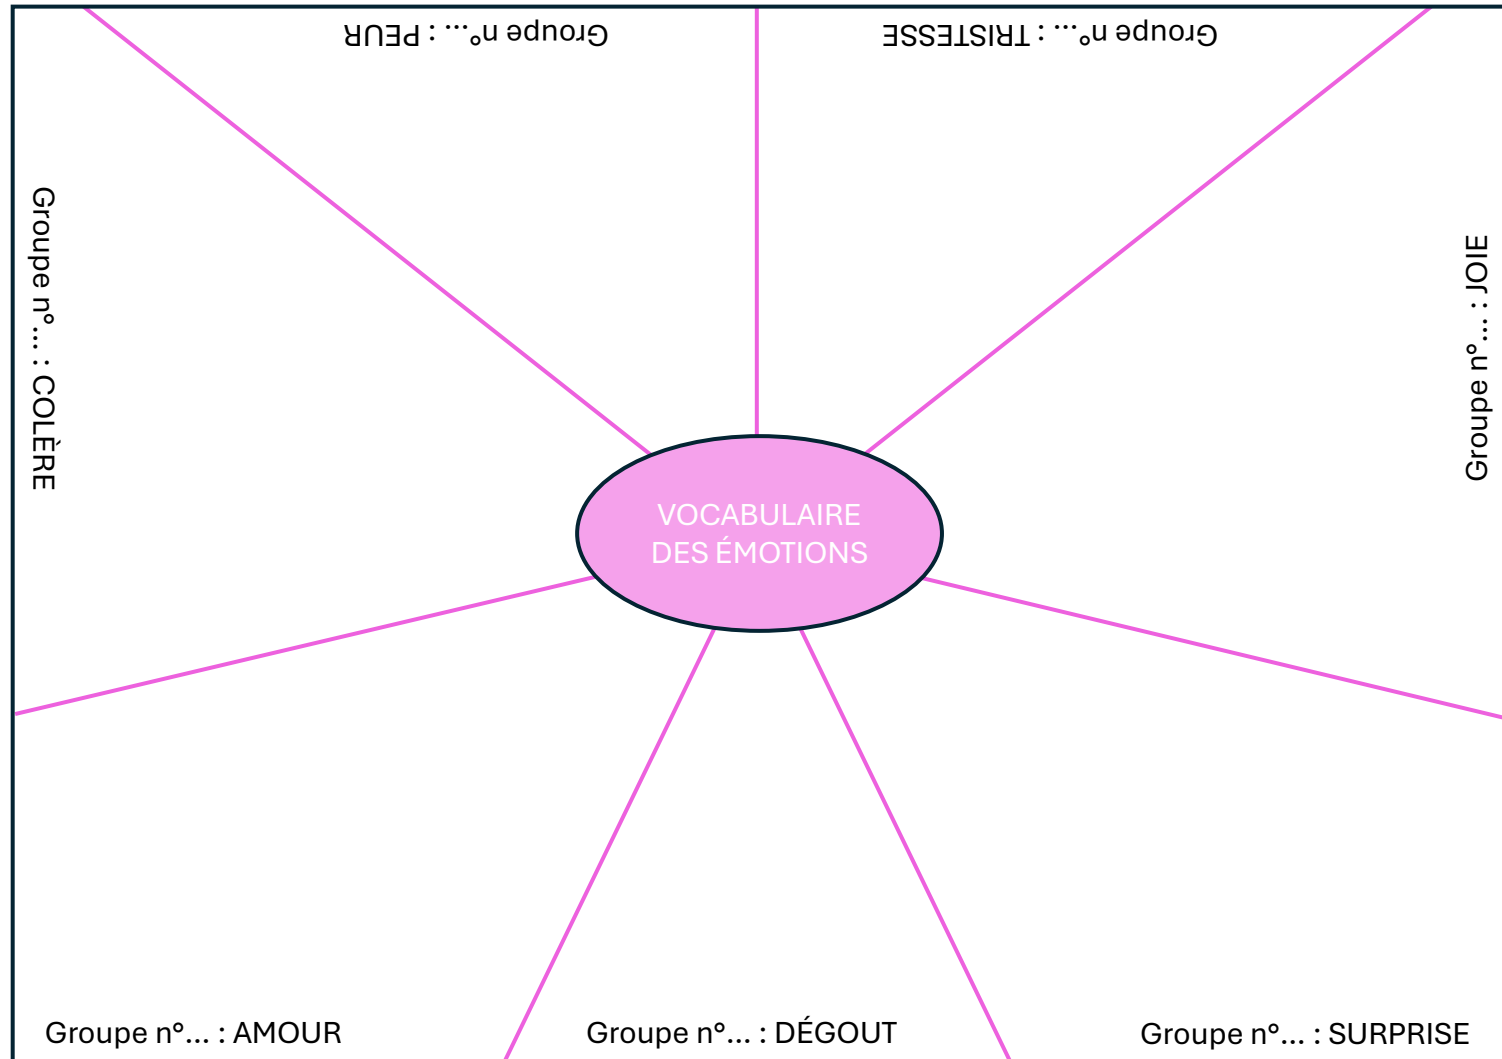 Groupe n°... : PEUR
Groupe n°... : TRISTESSE
Groupe n°... : COLÈRE
Groupe n°... : JOIE
VOCABULAIRE
DES ÉMOTIONS
Groupe n°... : AMOUR
Groupe n°... : DÉGOUT
Groupe n°... : SURPRISE